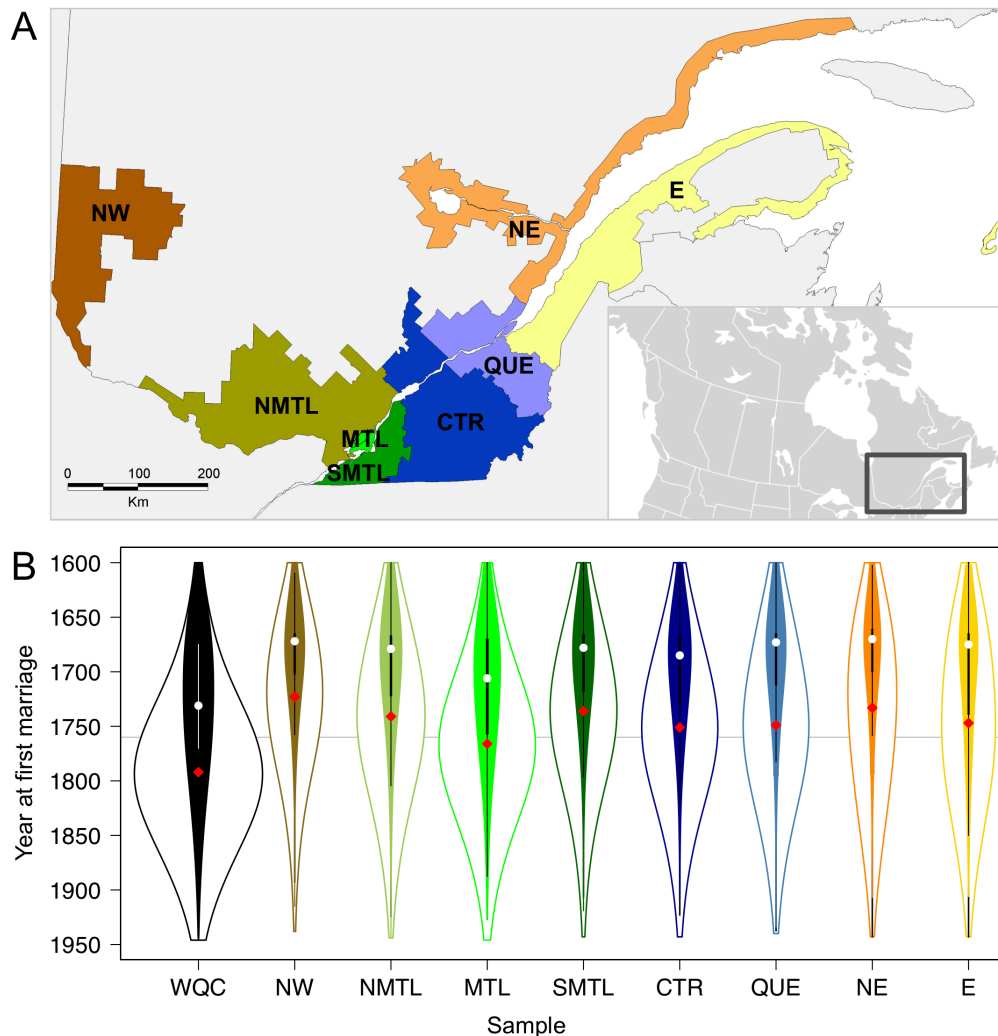 A
NW
NE
E
QUE
NMTL
CTR
MTL
SMTL
0 100 200
Km
B
Year at first marriage
1600
1650
1700
1750
1800
1850
1900
1950
WQC NW NMTL MTL SMTL CTR QUE NE E
Sample